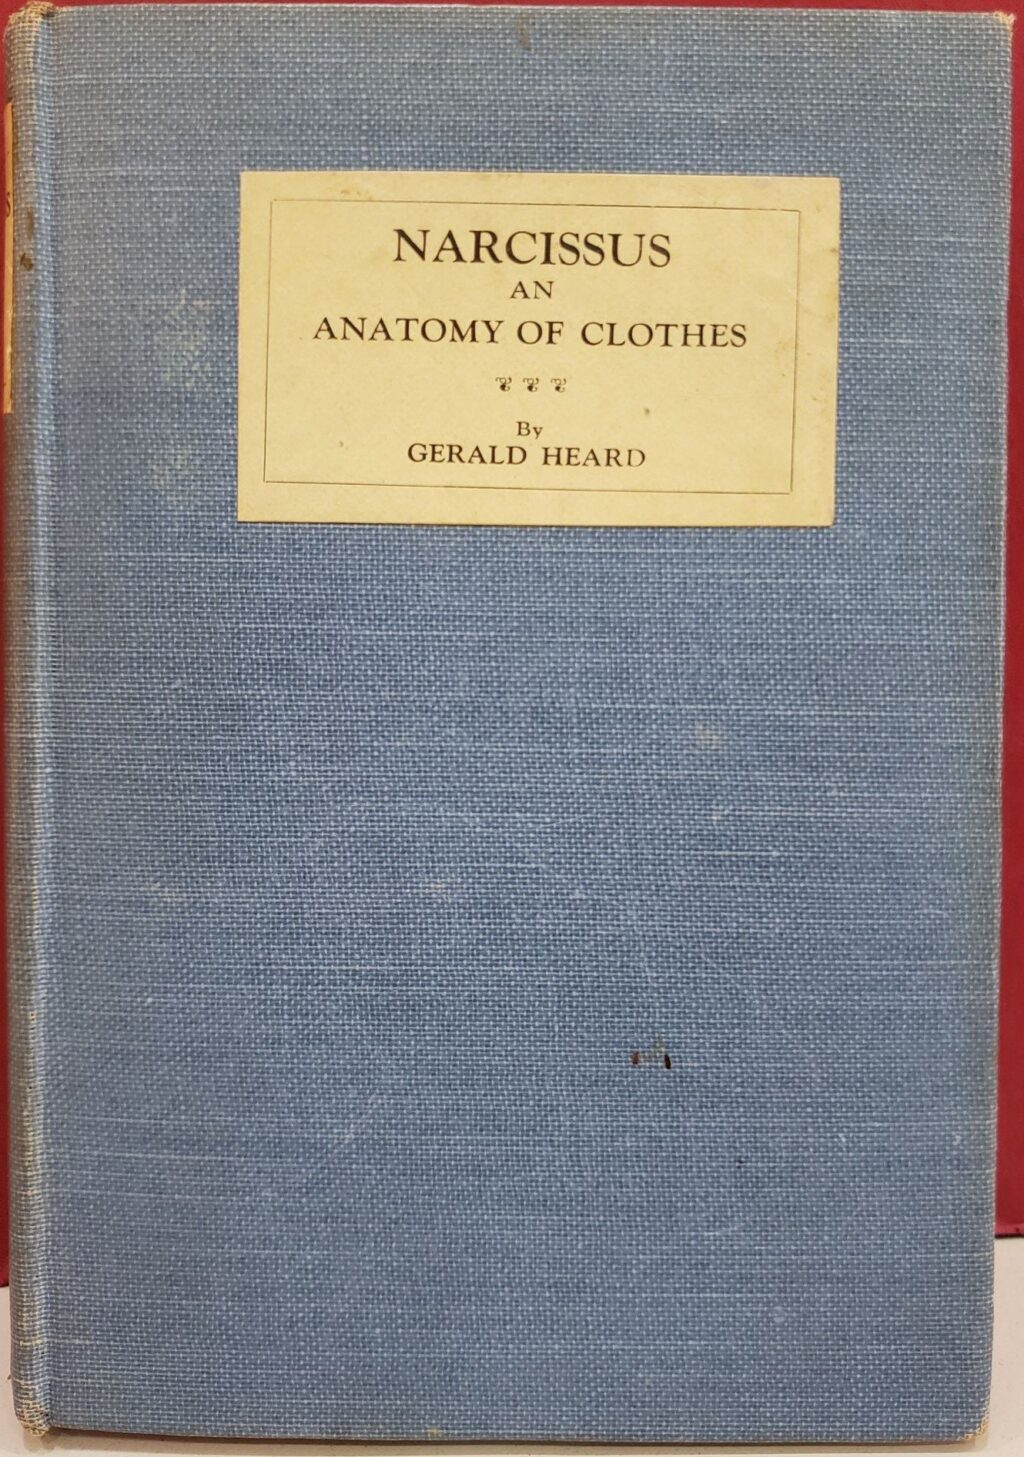 NARCISSUS
AN
ANATOMY OF CLOTHES
By
GERALD HEARD